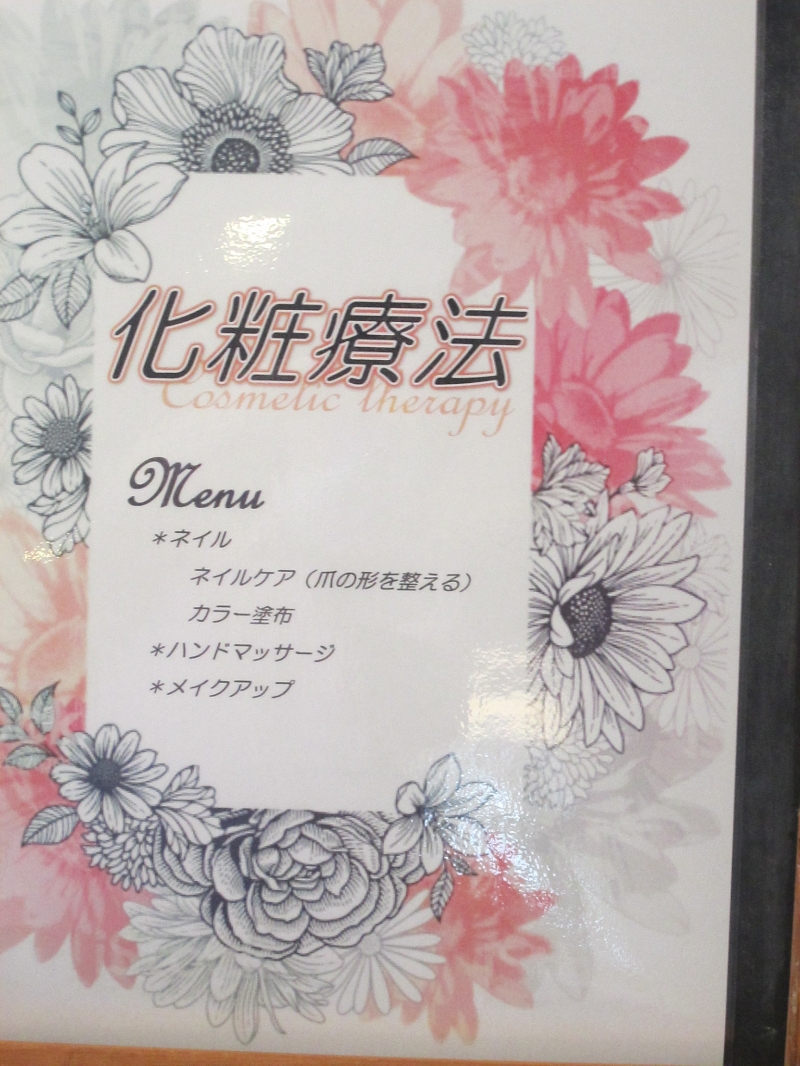 化粧療法
Cosmetic therapy
Menu
＊ネイル
ネイルケア（爪の形を整える）
カラー塗布
＊ハンドマッサージ
＊メイクアップ